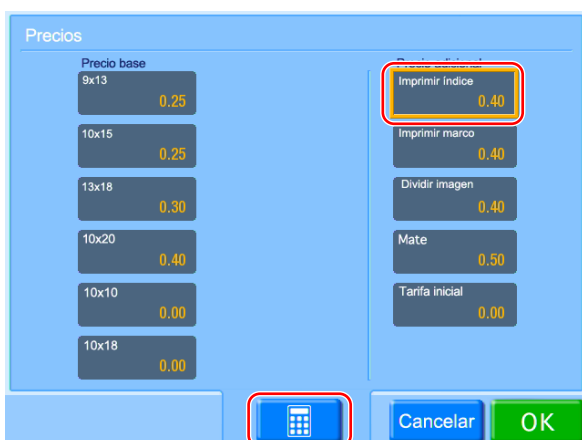 Precios
Precio base
9x13
0.25
10x15
0.25
13x18
0.30
10x20
0.40
10x10
0.00
10x18
0.00
Precio adicional
Imprimir índice
0.40
Imprimir marco
0.40
Dividir imagen
0.40
Mate
0.50
Tarifa inicial
0.00
Cancelar
OK